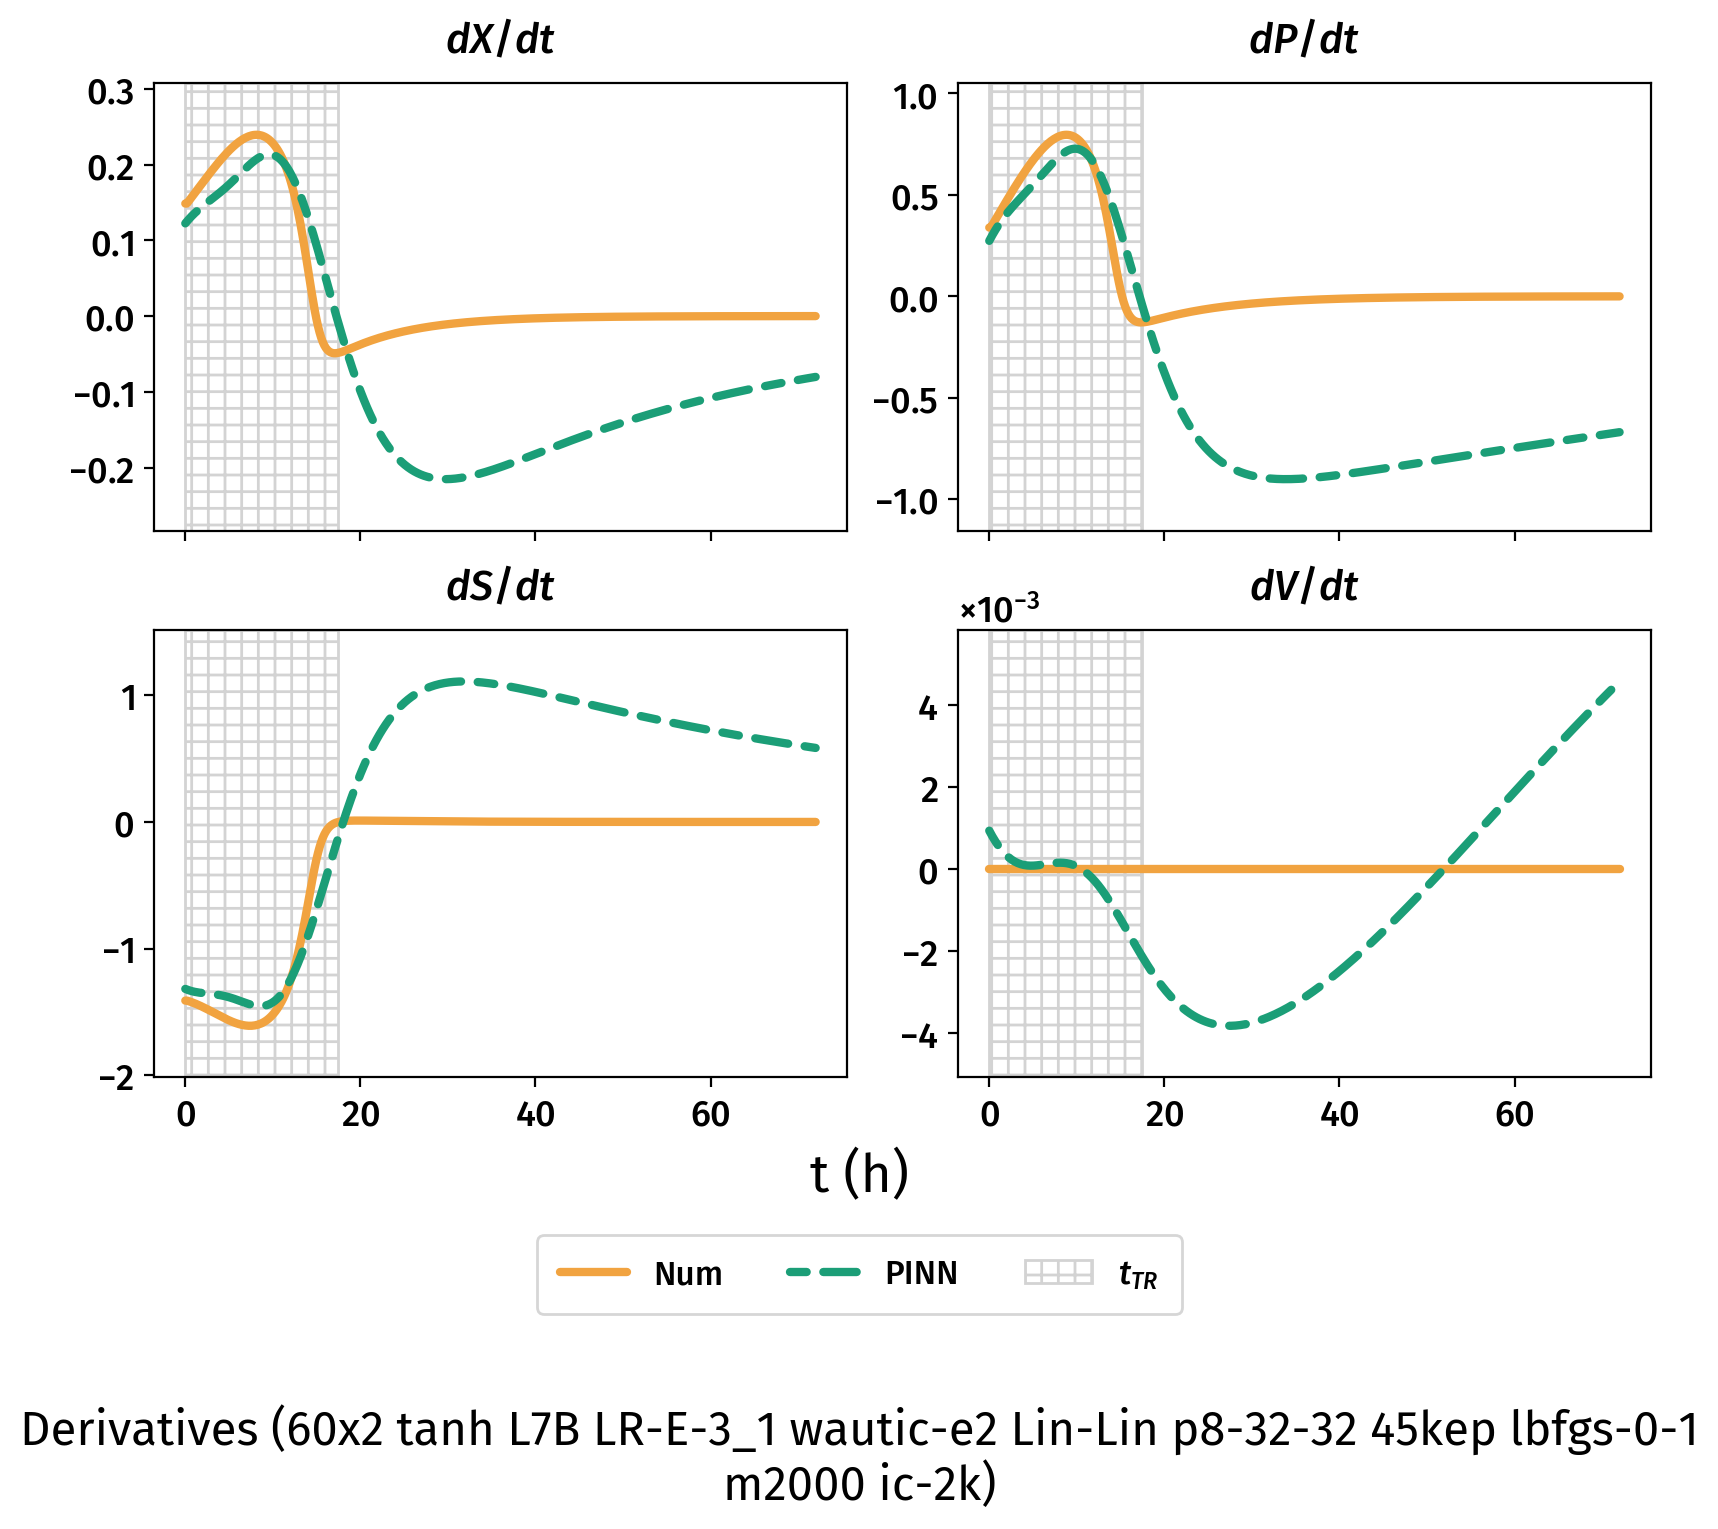 dX/dt
dP/dt
0.3
0.2
0.1
0.0
−0.1
−0.2
1.0
0.5
0.0
−0.5
−1.0
dS/dt
dV/dt
×10⁻³
1
0
−1
−2
4
2
0
−2
−4
0 20 40 60
0 20 40 60
t (h)
Num PINN t_TR
Derivatives (60x2 tanh L7B LR-E-3_1 wautic-e2 Lin-Lin p8-32-32 45kep lbfgs-0-1
m2000 ic-2k)